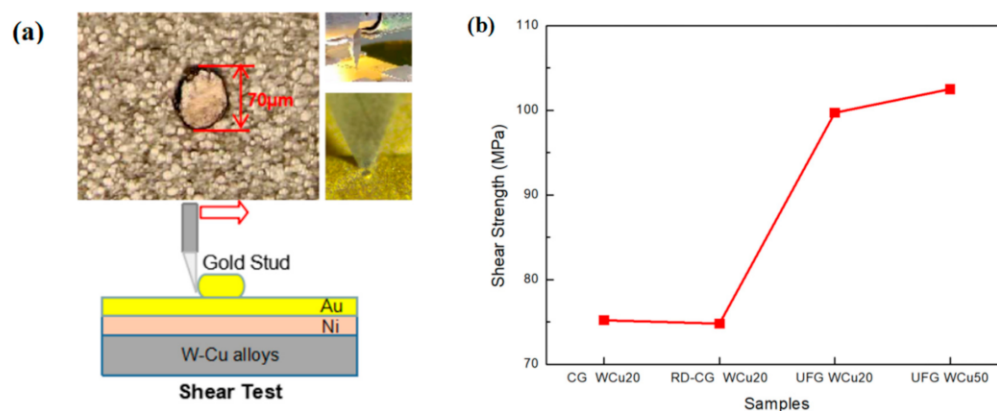 (a)
70μm
Gold Stud
Au
Ni
W-Cu alloys
Shear Test
(b)
Shear Strength (MPa)
110
100
90
80
70
CG WCu20
RD-CG WCu20
UFG WCu20
UFG WCu50
Samples